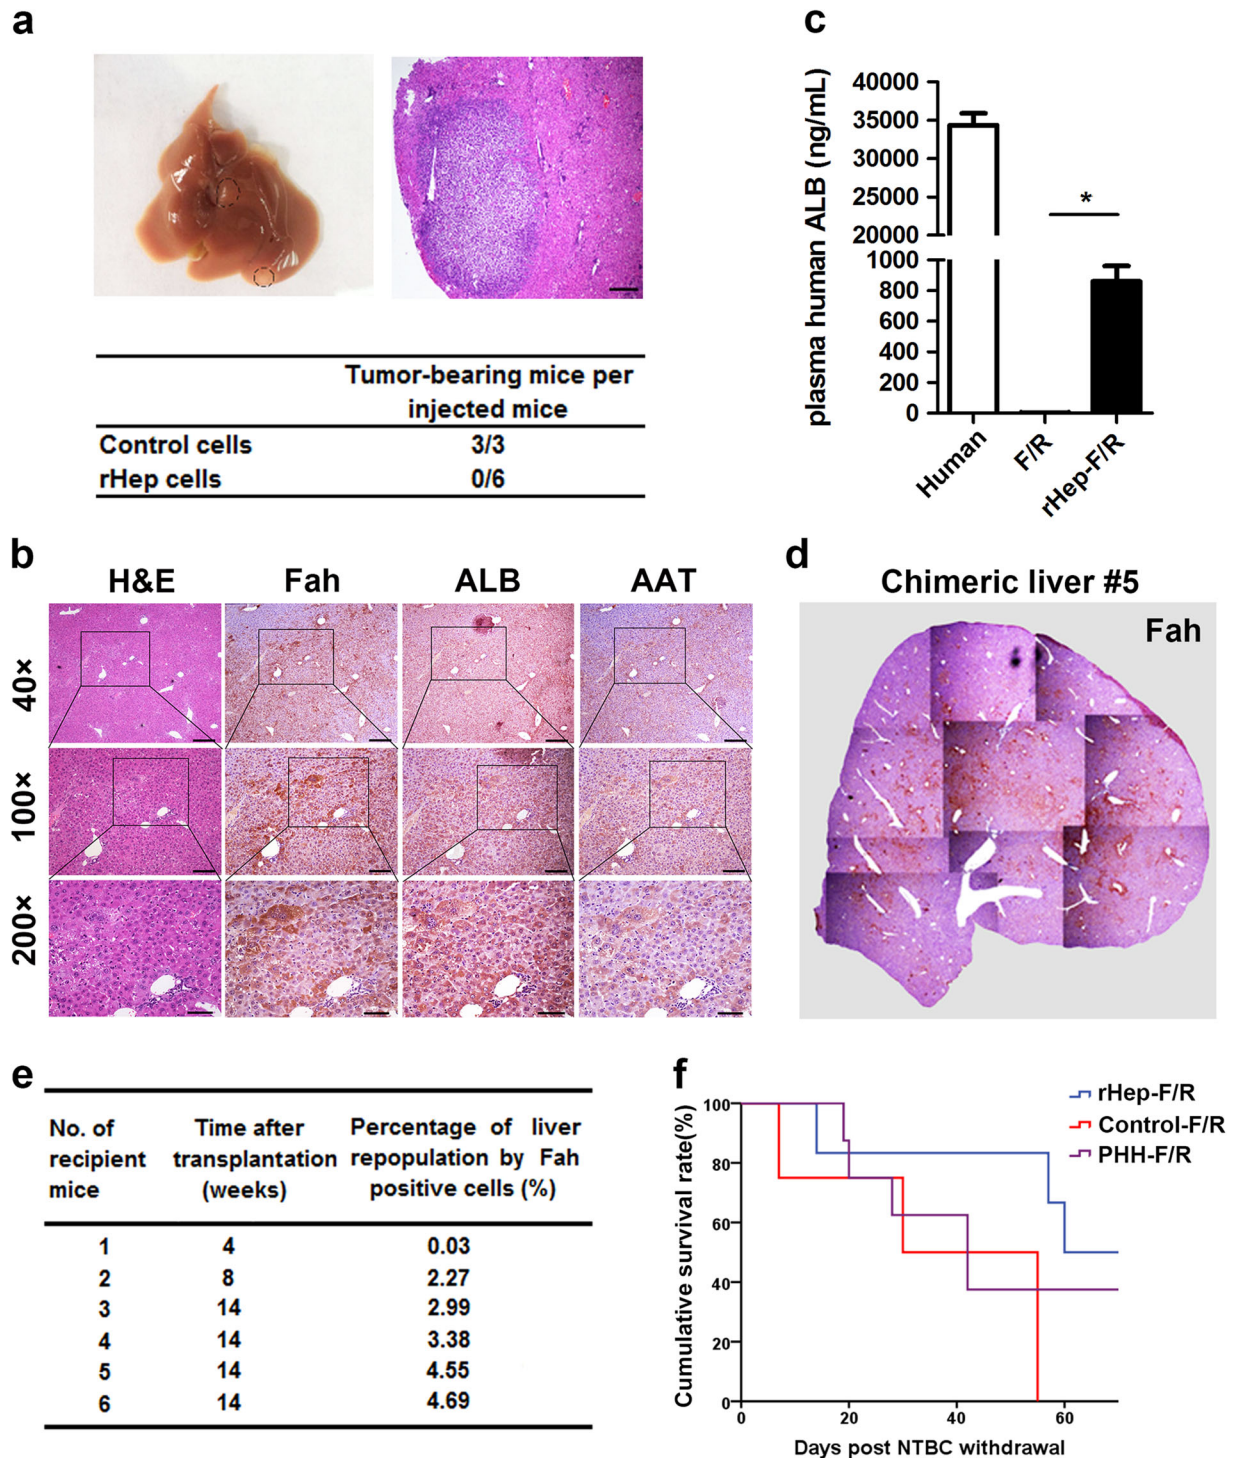 a
Tumor-bearing mice per
injected mice
Control cells 3/3
rHep cells 0/6
b
H&E Fah ALB AAT
40×
100×
200×
c
plasma human ALB (ng/mL)
40000
35000
30000
25000
20000
1000
800
600
400
200
0
*
Human F/R rHep-F/R
d
Chimeric liver #5
Fah
e
No. of Time after Percentage of liver
recipient transplantation repopulation by Fah
mice (weeks) positive cells (%)
1 4 0.03
2 8 2.27
3 14 2.99
4 14 3.38
5 14 4.55
6 14 4.69
f
rHep-F/R
Control-F/R
PHH-F/R
Cumulative survival rate(%)
100
80
60
40
20
0
0 20 40 60
Days post NTBC withdrawal